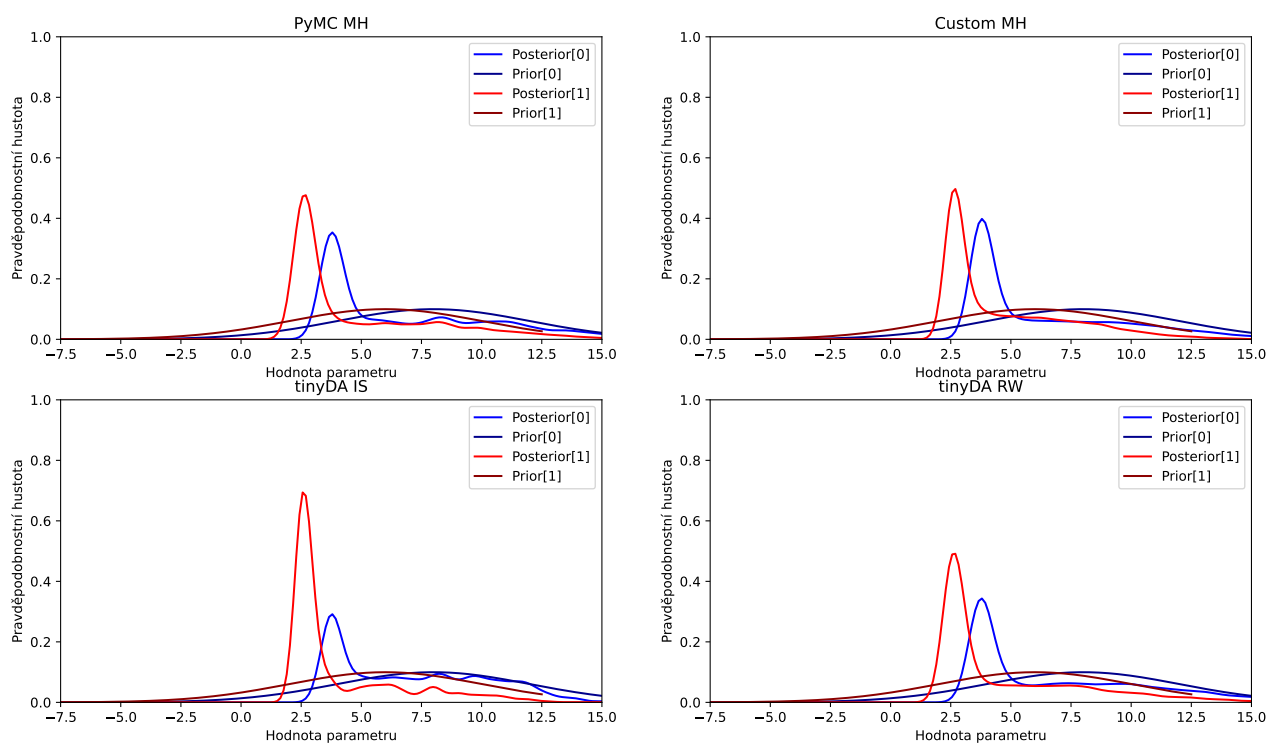 PyMC MH
1.0
0.8
0.6
0.4
0.2
0.0
Pravděpodobnostní hustota
Posterior[0]
Prior[0]
Posterior[1]
Prior[1]
−7.5 −5.0 −2.5 0.0 2.5 5.0 7.5 10.0 12.5 15.0
Hodnota parametru
Custom MH
1.0
0.8
0.6
0.4
0.2
0.0
Pravděpodobnostní hustota
Posterior[0]
Prior[0]
Posterior[1]
Prior[1]
−7.5 −5.0 −2.5 0.0 2.5 5.0 7.5 10.0 12.5 15.0
Hodnota parametru
tinyDA IS
1.0
0.8
0.6
0.4
0.2
0.0
Pravděpodobnostní hustota
Posterior[0]
Prior[0]
Posterior[1]
Prior[1]
−7.5 −5.0 −2.5 0.0 2.5 5.0 7.5 10.0 12.5 15.0
Hodnota parametru
tinyDA RW
1.0
0.8
0.6
0.4
0.2
0.0
Pravděpodobnostní hustota
Posterior[0]
Prior[0]
Posterior[1]
Prior[1]
−7.5 −5.0 −2.5 0.0 2.5 5.0 7.5 10.0 12.5 15.0
Hodnota parametru